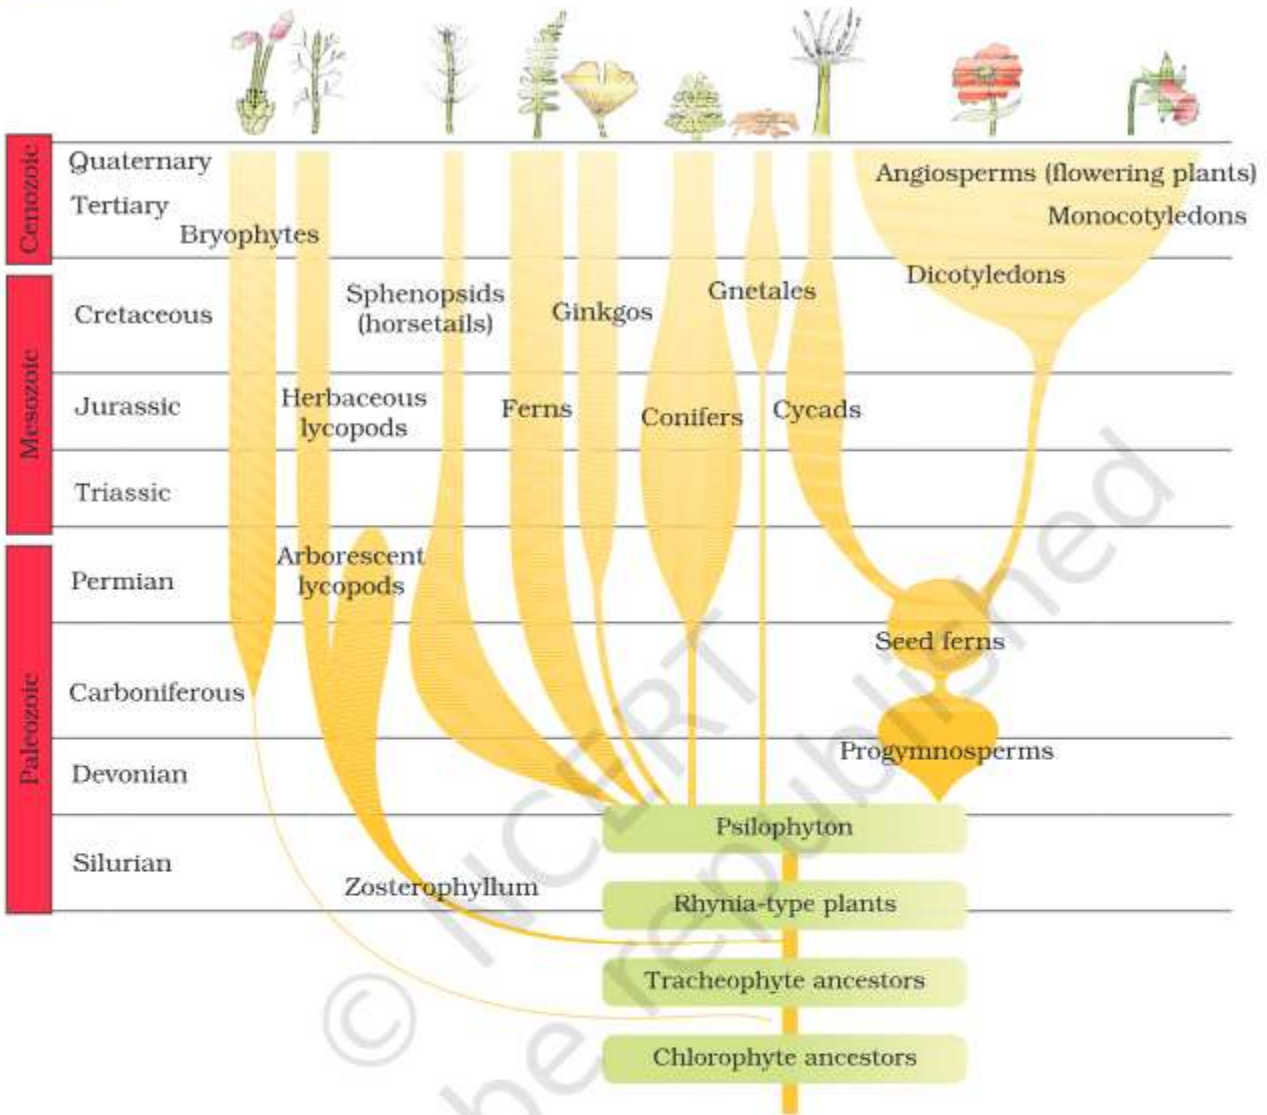 Cenozoic
Quaternary
Tertiary
Bryophytes
Angiosperms (flowering plants)
Monocotyledons
Dicotyledons
Mesozoic
Cretaceous
Sphenopsids
(horsetails)
Ginkgos
Gnetales
Jurassic
Herbaceous
lycopods
Ferns
Conifers
Cycads
Triassic
Paleozoic
Permian
Arborescent
lycopods
Seed ferns
Carboniferous
Progymnosperms
Devonian
Psilophyton
Silurian
Zosterophyllum
Rhynia-type plants
Tracheophyte ancestors
Chlorophyte ancestors
© NCERT
be republished